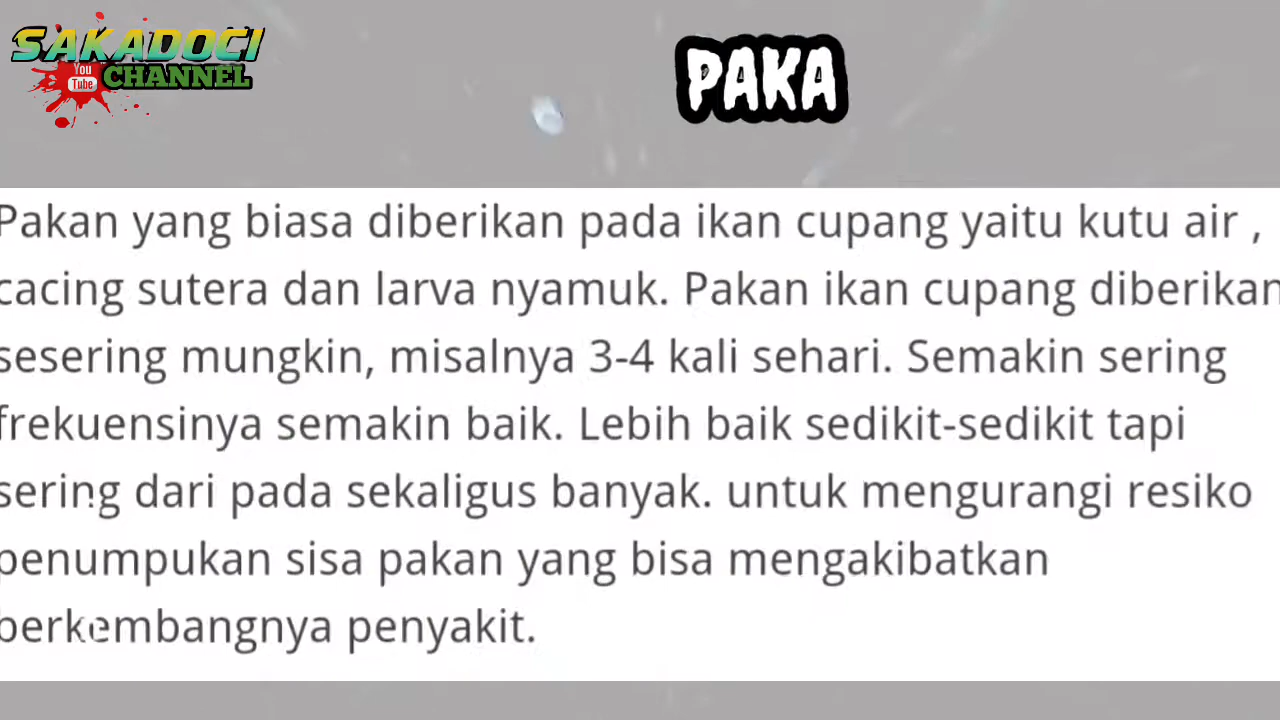 SAKADOCI
You
Tube
CHANNEL
PAKA
Pakan yang biasa diberikan pada ikan cupang yaitu kutu air ,
cacing sutera dan larva nyamuk. Pakan ikan cupang diberikan
sesering mungkin, misalnya 3-4 kali sehari. Semakin sering
frekuensinya semakin baik. Lebih baik sedikit-sedikit tapi
sering dari pada sekaligus banyak. untuk mengurangi resiko
penumpukan sisa pakan yang bisa mengakibatkan
berkembangnya penyakit.